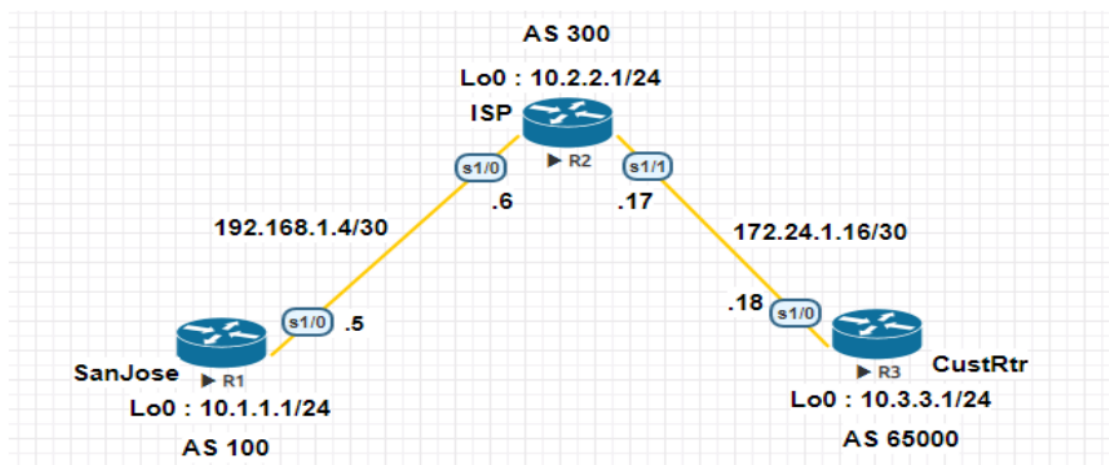 AS 300
Lo0 : 10.2.2.1/24
ISP
R2
s1/0
s1/1
.6
.17
192.168.1.4/30
172.24.1.16/30
.18
s1/0
s1/0
.5
SanJose
R1
R3
CustRtr
Lo0 : 10.1.1.1/24
Lo0 : 10.3.3.1/24
AS 100
AS 65000